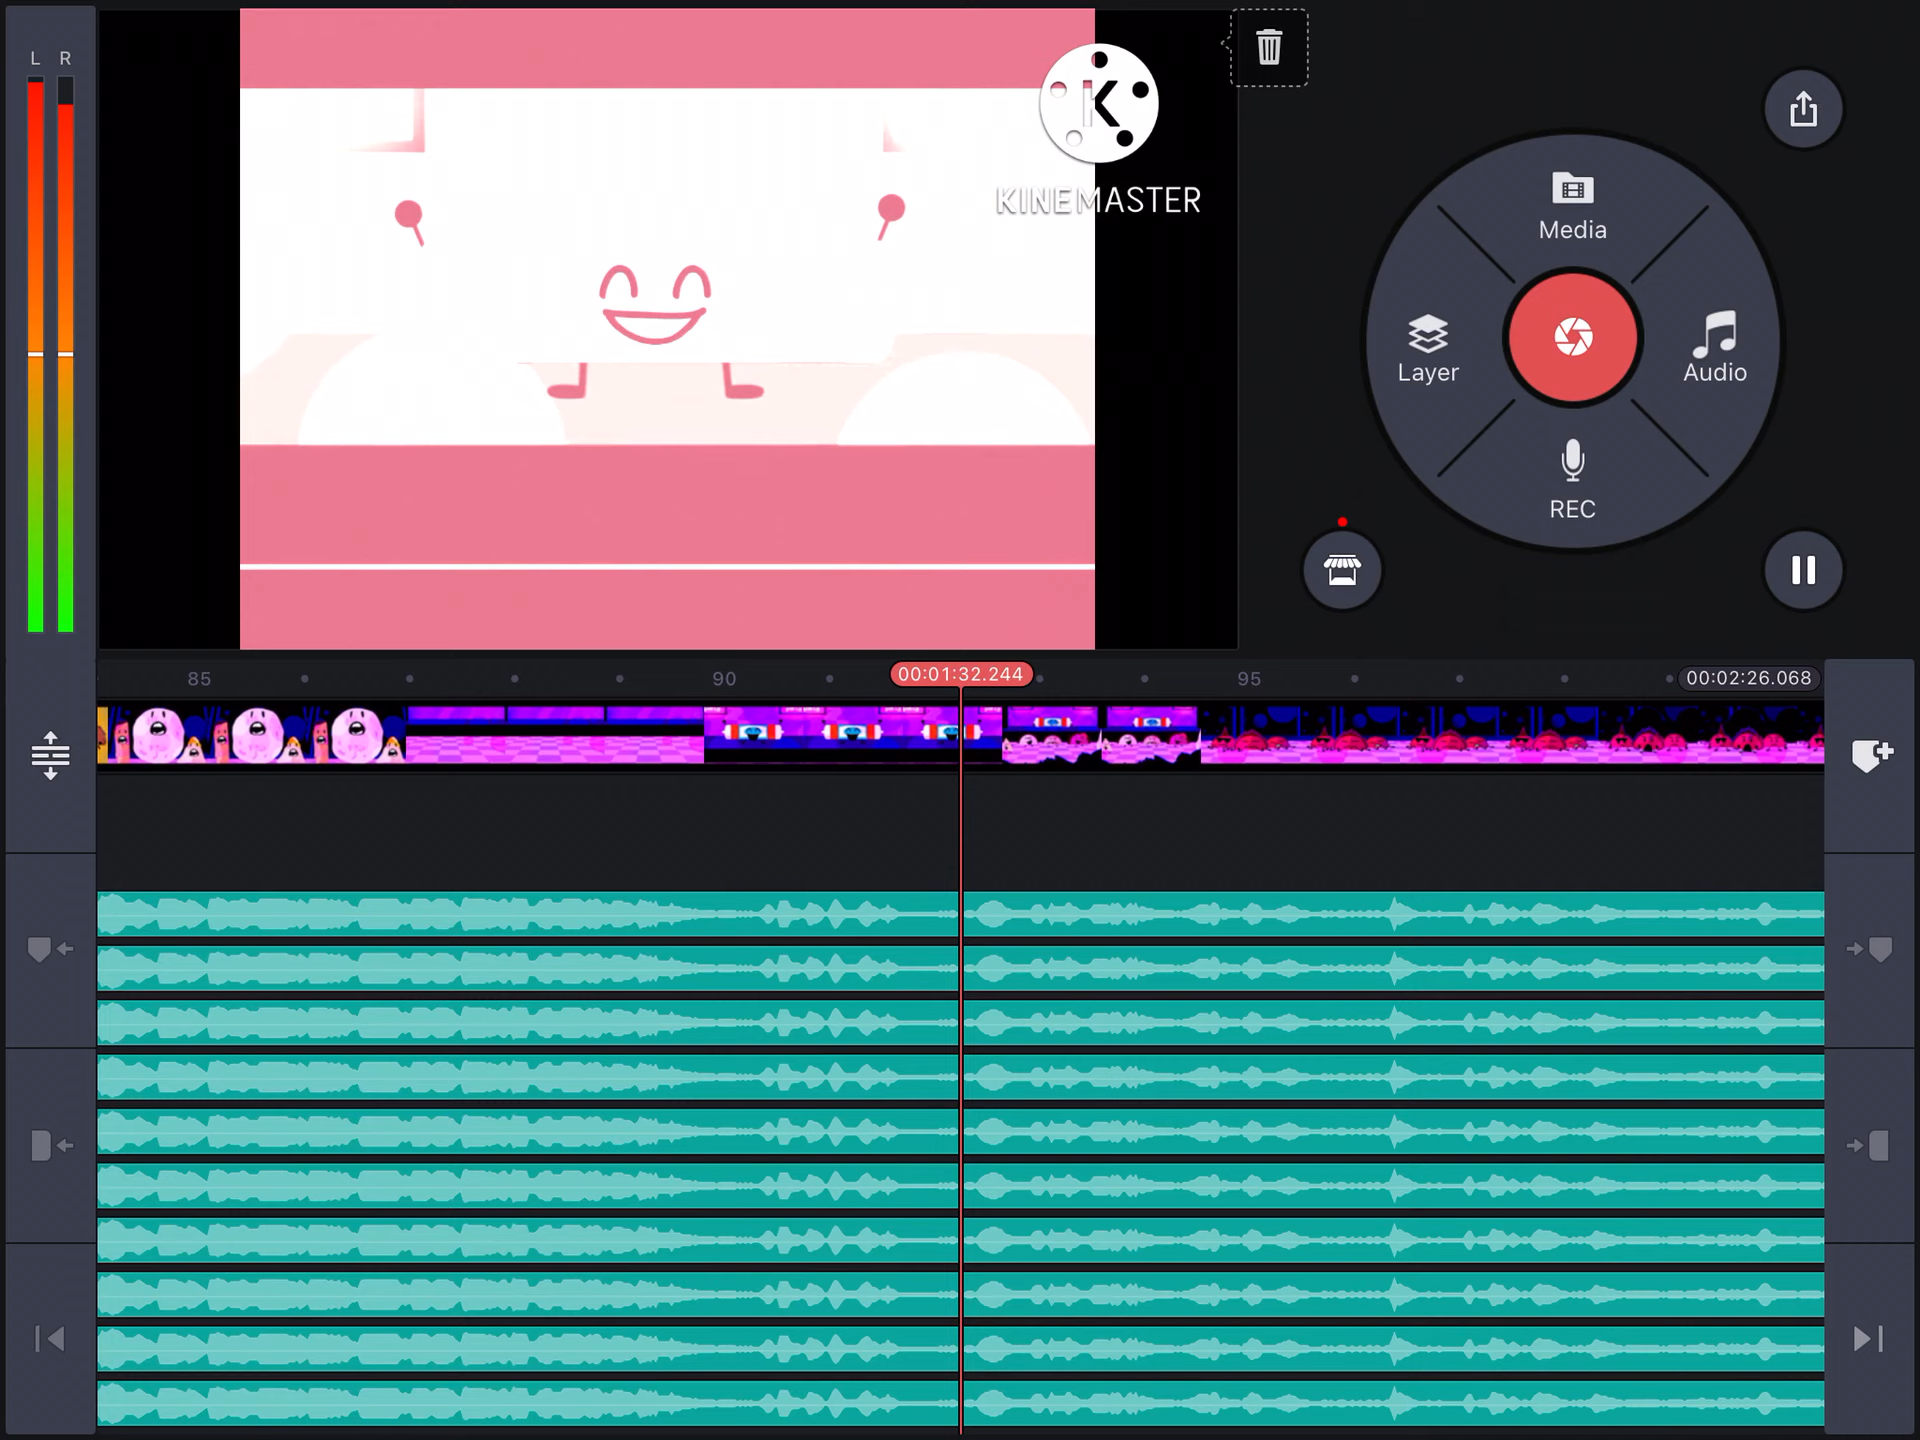 L R
K
KINEMASTER
Media
Layer
Audio
REC
85
90
00:01:32.244
95
00:02:26.068